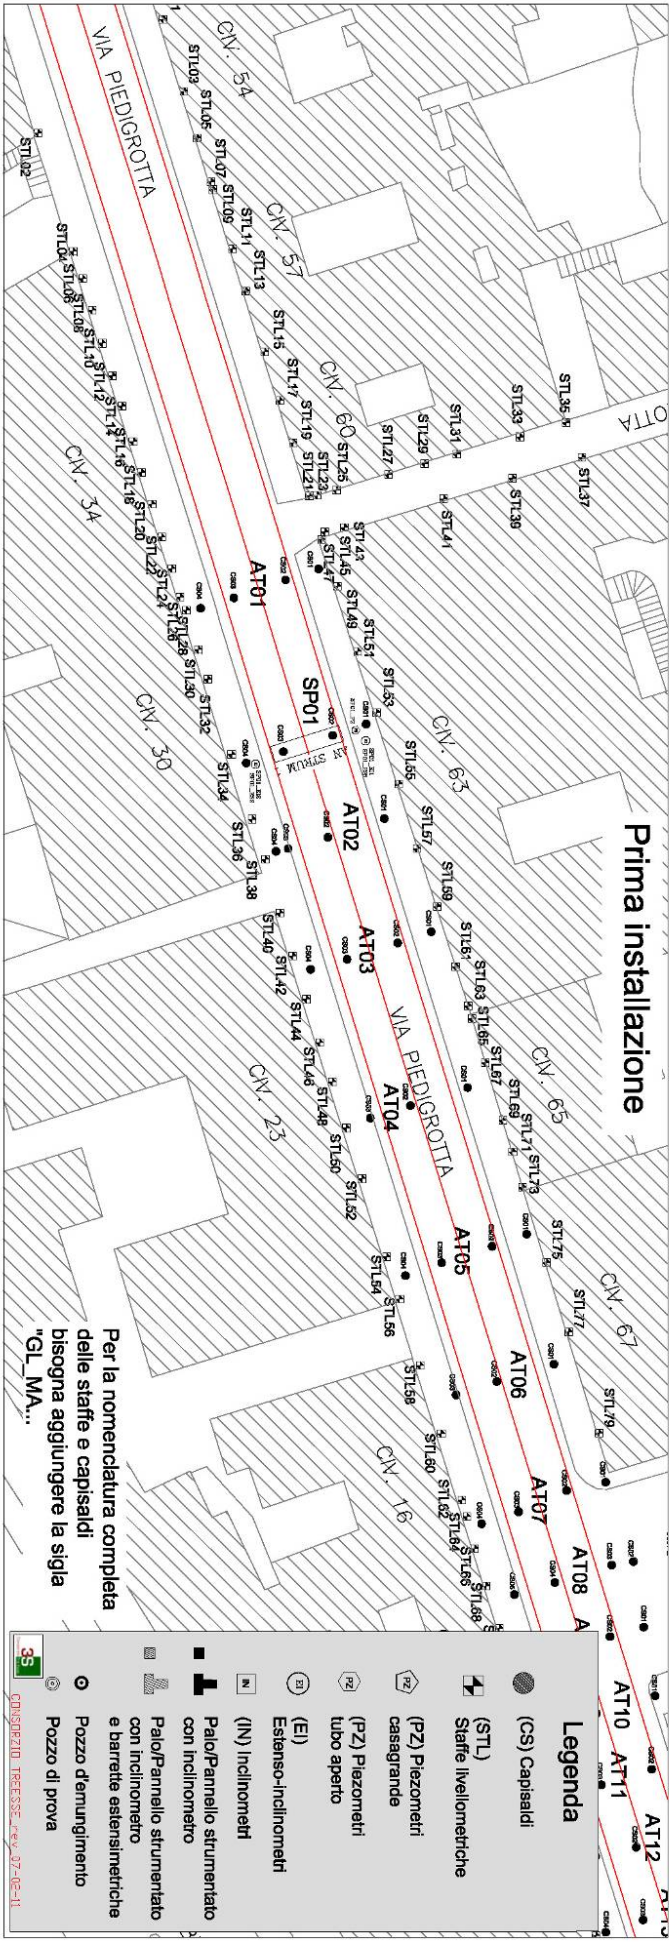 Prima installazione
CIV. 54
CIV. 57
CIV. 60
CIV. 63
CIV. 65
CIV. 67
VIA PIEDIGROTTA
OTTA
STL03
STL05
STL07
STL09
STL11
STL13
STL15
STL17
STL19
STL21
STL23
STL25
STL27
STL29
STL31
STL33
STL35
STL37
STL39
STL41
STL43
STL45
STL47
STL49
STL51
STL53
STL55
STL57
STL59
STL61
STL63
STL65
STL67
STL69
STL71
STL73
STL75
STL77
STL79
AT01
SP01
AN STRUM
AT02
AT03
VIA PIEDIGROTTA
AT04
AT05
AT06
AT07
AT08
AT10
AT11
AT12
STL02
STL04
STL06
STL08
STL10
STL12
STL14
STL16
STL18
STL20
STL22
STL24
STL26
STL28
STL30
STL32
STL34
STL36
STL38
STL40
STL42
STL44
STL46
STL48
STL50
STL52
STL54
STL56
STL58
STL60
STL62
STL64
STL66
STL68
CIV. 34
CIV. 30
CIV. 23
CIV. 16
Per la nomenclatura completa
delle staffe e capisaldi
bisogna aggiungere la sigla
"GL_MA...
Legenda
(CS) Capisaldi
(STL)
Staffe livellometriche
PZ
(PZ) Piezometri
casagrande
PZ
(PZ) Piezometri
tubo aperto
EI
(EI)
Estenso-inclinometri
IN
(IN) Inclinometri
Palo/Pannello strumentato
con inclinometro
Palo/Pannello strumentato
con inclinometro
e barrette estensimetriche
Pozzo d'emungimento
Pozzo di prova
3S
CONSORZIO TREESSE_rev_07-02-11